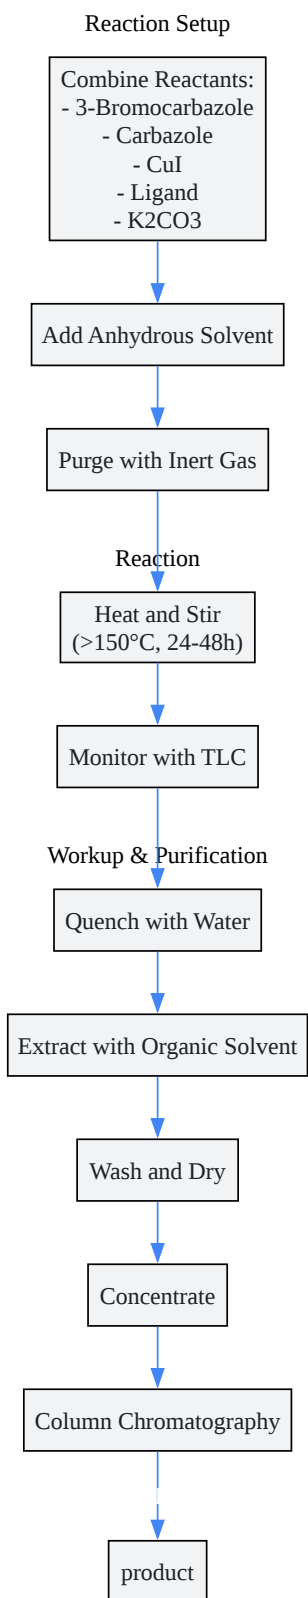 Reaction Setup
Combine Reactants:
- 3-Bromocarbazole
- Carbazole
- CuI
- Ligand
- K2CO3
Add Anhydrous Solvent
Purge with Inert Gas
Reaction
Heat and Stir
(>150°C, 24-48h)
Monitor with TLC
Workup & Purification
Quench with Water
Extract with Organic Solvent
Wash and Dry
Concentrate
Column Chromatography
product